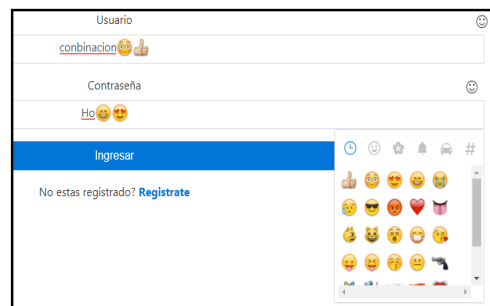 Usuario
conbinacion😳👍
Contraseña
Ho😄😍
Ingresar
No estas registrado? Registrate
#